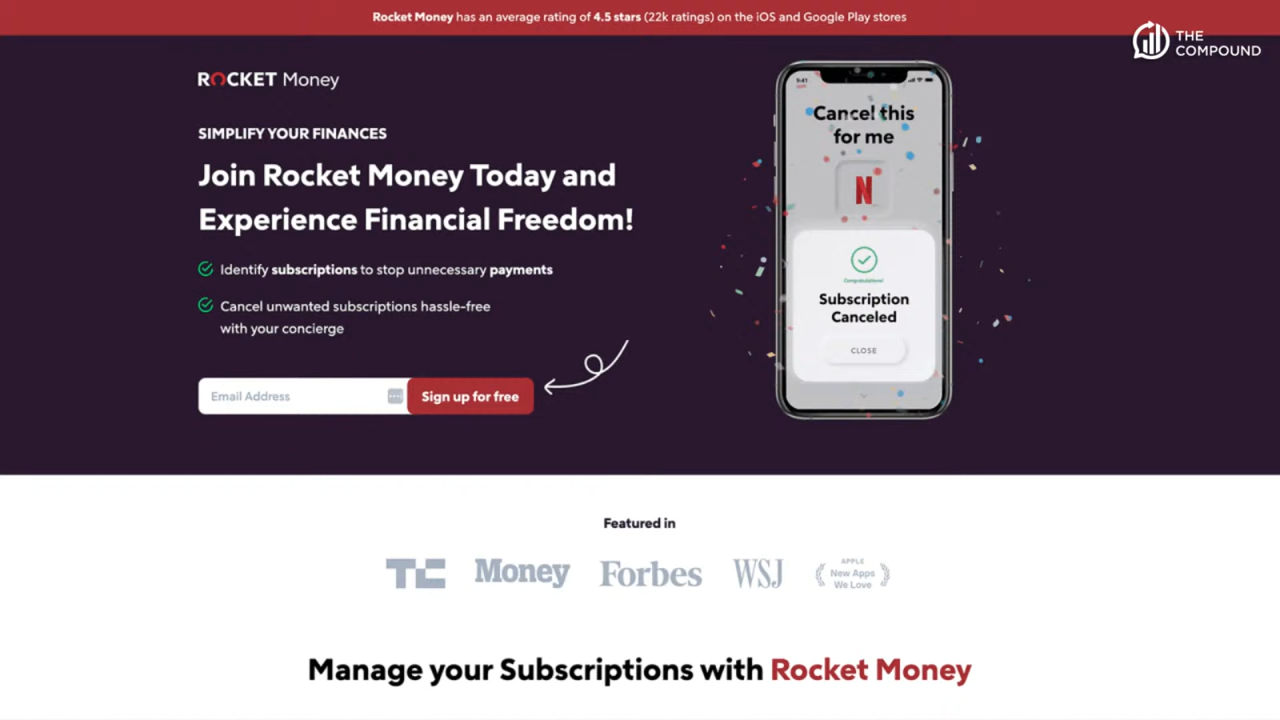 Rocket Money has an average rating of 4.5 stars (22k ratings) on the iOS and Google Play stores
THE
COMPOUND
ROCKET Money
SIMPLIFY YOUR FINANCES
Join Rocket Money Today and
Experience Financial Freedom!
Identify subscriptions to stop unnecessary payments
Cancel unwanted subscriptions hassle-free
with your concierge
Email Address
Sign up for free
9:41
Cancel this
for me
N
Congratulations!
Subscription
Canceled
CLOSE
Featured in
TC
Money
Forbes
WSJ
APPLE
New Apps
We Love
Manage your Subscriptions with Rocket Money